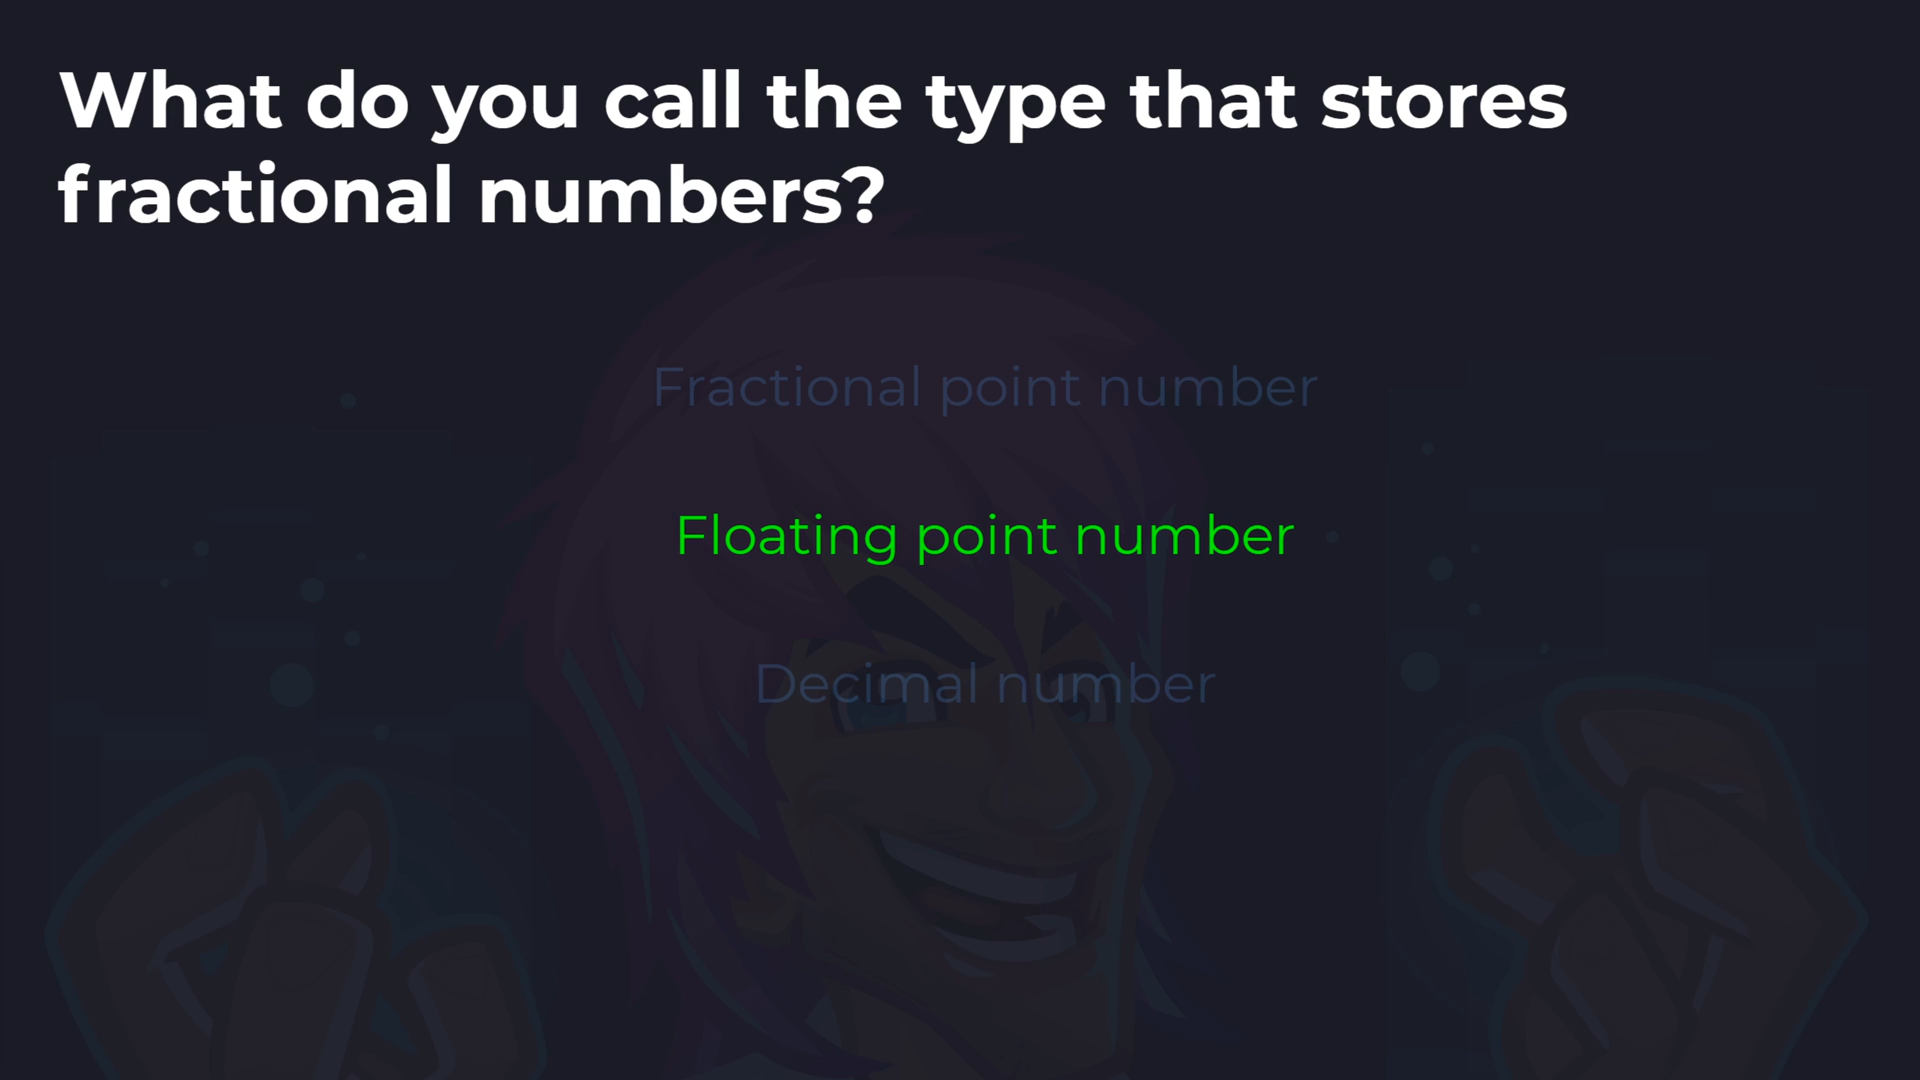 What do you call the type that stores
fractional numbers?
Fractional point number
Floating point number
Decimal number